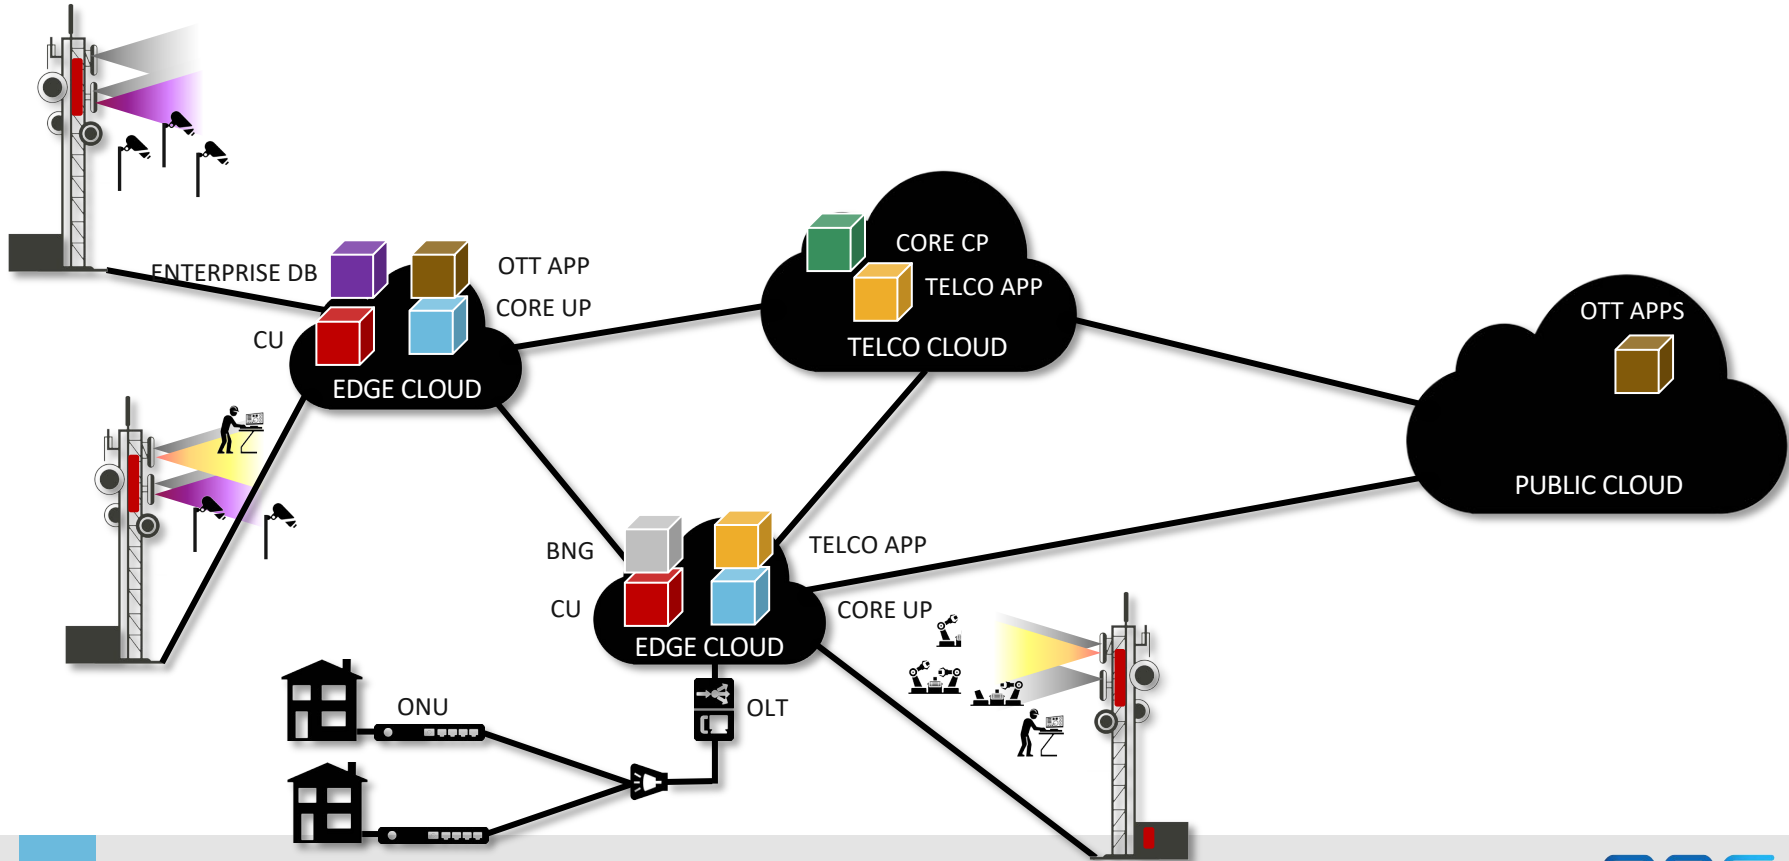 CORE CP
ENTERPRISE DB
OTT APP
TELCO APP
CORE UP
OTT APPS
CU
TELCO CLOUD
EDGE CLOUD
PUBLIC CLOUD
BNG
TELCO APP
CU
CORE UP
EDGE CLOUD
ONU
OLT